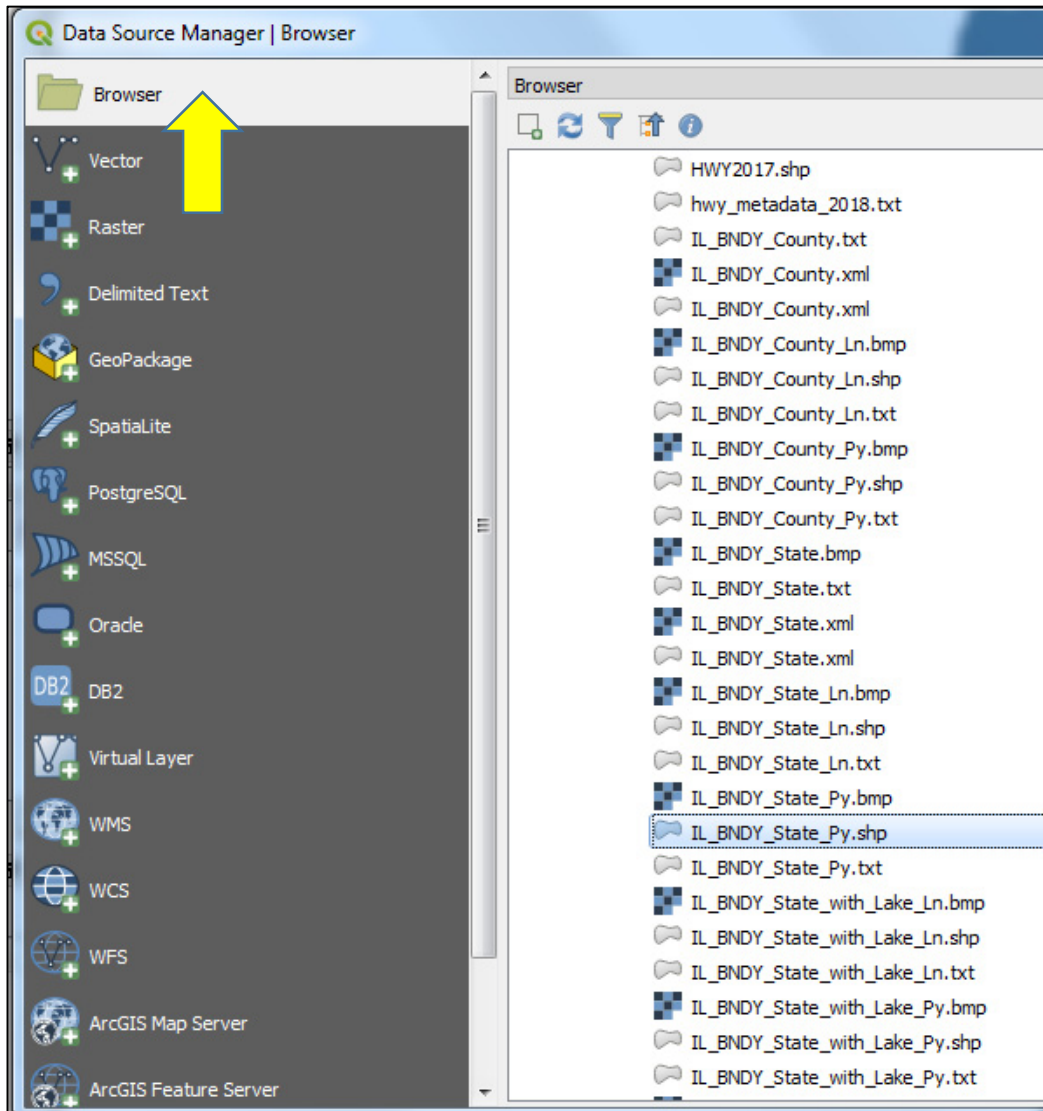 Data Source Manager | Browser
Browser
Vector
Raster
Delimited Text
GeoPackage
SpatiaLite
PostgreSQL
MSSQL
Oracle
DB2
DB2
Virtual Layer
WMS
WCS
WFS
ArcGIS Map Server
ArcGIS Feature Server
Browser
HWY2017.shp
hwy_metadata_2018.txt
IL_BNDY_County.txt
IL_BNDY_County.xml
IL_BNDY_County.xml
IL_BNDY_County_Ln.bmp
IL_BNDY_County_Ln.shp
IL_BNDY_County_Ln.txt
IL_BNDY_County_Py.bmp
IL_BNDY_County_Py.shp
IL_BNDY_County_Py.txt
IL_BNDY_State.bmp
IL_BNDY_State.txt
IL_BNDY_State.xml
IL_BNDY_State.xml
IL_BNDY_State_Ln.bmp
IL_BNDY_State_Ln.shp
IL_BNDY_State_Ln.txt
IL_BNDY_State_Py.bmp
IL_BNDY_State_Py.shp
IL_BNDY_State_Py.txt
IL_BNDY_State_with_Lake_Ln.bmp
IL_BNDY_State_with_Lake_Ln.shp
IL_BNDY_State_with_Lake_Ln.txt
IL_BNDY_State_with_Lake_Py.bmp
IL_BNDY_State_with_Lake_Py.shp
IL_BNDY_State_with_Lake_Py.txt